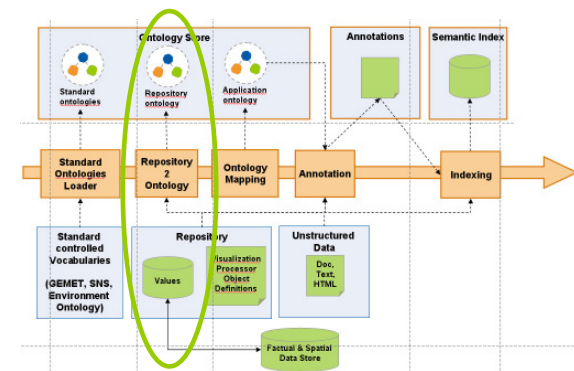 Ontology Store
Annotations
Semantic Index
Standard
ontologies
Repository
ontology
Application
ontology
Standard
Ontologies
Loader
Repository
2
Ontology
Ontology
Mapping
Annotation
Indexing
Standard
controlled
Vocabularies
(GEMET, SNS,
Environment
Ontology)
Repository
Values
Visualization
Processor
Object
Definitions
Unstructured
Data
Doc,
Text,
HTML
Factual & Spatial
Data Store